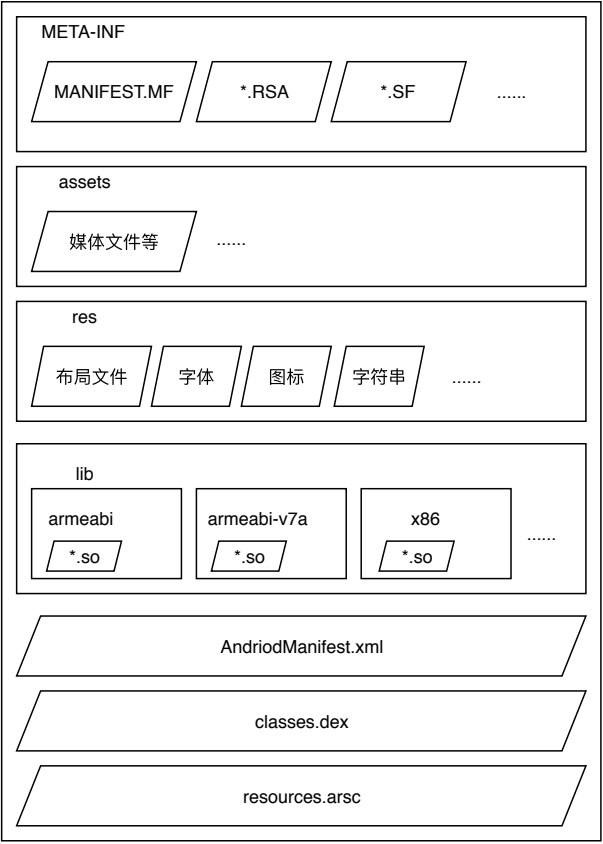 META-INF
MANIFEST.MF
*.RSA
*.SF
......
assets
媒体文件等
......
res
布局文件
字体
图标
字符串
......
lib
armeabi
*.so
armeabi-v7a
*.so
x86
*.so
......
AndriodManifest.xml
classes.dex
resources.arsc